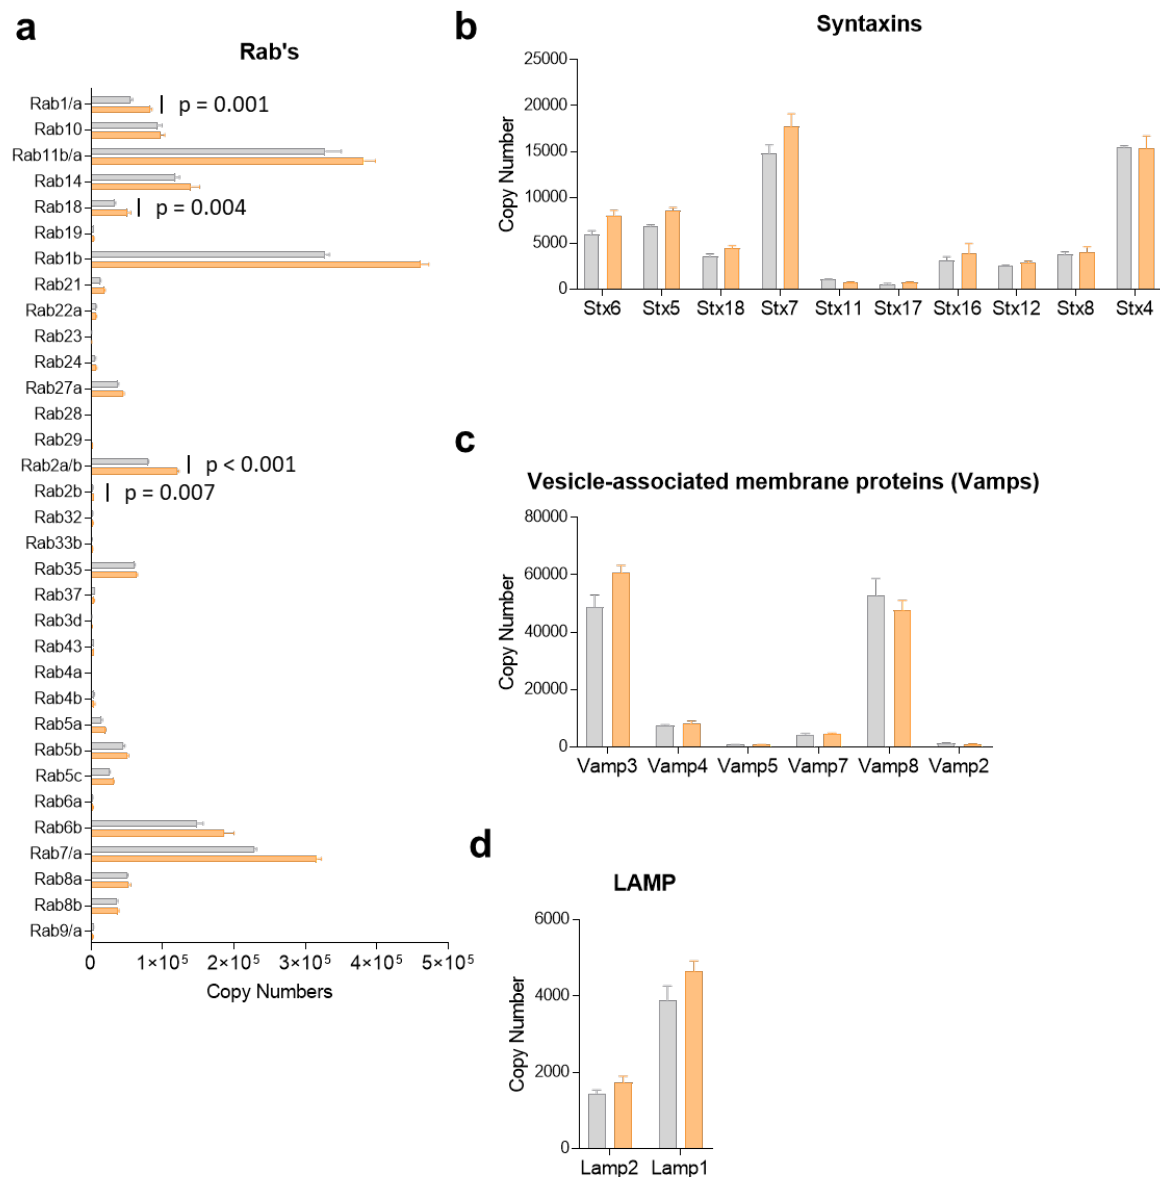 a
Rab's
Rab1/a
p = 0.001
Rab10
Rab11b/a
Rab14
Rab18
p = 0.004
Rab19
Rab1b
Rab21
Rab22a
Rab23
Rab24
Rab27a
Rab28
Rab29
Rab2a/b
p < 0.001
Rab2b
p = 0.007
Rab32
Rab33b
Rab35
Rab37
Rab3d
Rab43
Rab4a
Rab4b
Rab5a
Rab5b
Rab5c
Rab6a
Rab6b
Rab7/a
Rab8a
Rab8b
Rab9/a
0 1×10⁵ 2×10⁵ 3×10⁵ 4×10⁵ 5×10⁵
Copy Numbers
b
Syntaxins
25000
20000
15000
10000
5000
0
Copy Number
Stx6 Stx5 Stx18 Stx7 Stx11 Stx17 Stx16 Stx12 Stx8 Stx4
c
Vesicle-associated membrane proteins (Vamps)
80000
60000
40000
20000
0
Copy Number
Vamp3 Vamp4 Vamp5 Vamp7 Vamp8 Vamp2
d
LAMP
6000
4000
2000
0
Copy Number
Lamp2 Lamp1